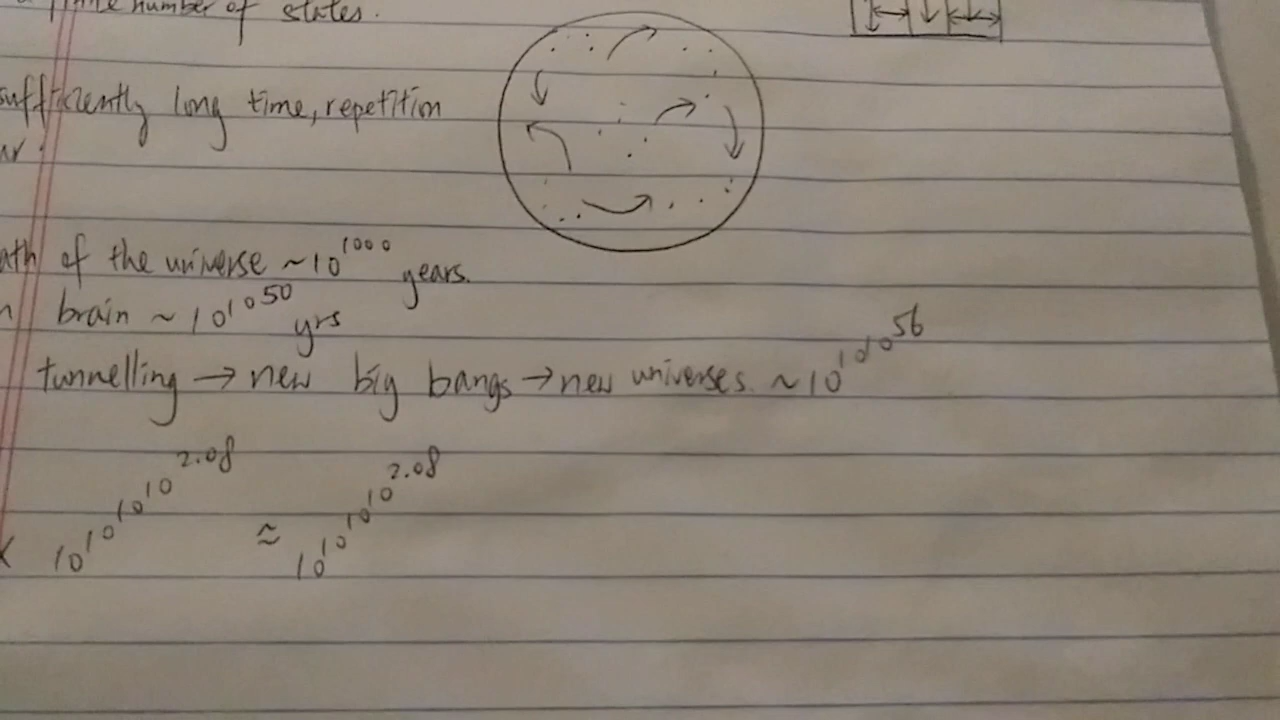 number of states.
sufficiently long time, repetition
of the universe ~10^1000 years.
brain ~ 10^10^50 yrs
tunnelling → new big bangs → new universes. ~10^10^10^56
10^10^10^10^2.08 ≈ 10^10^10^10^2.08